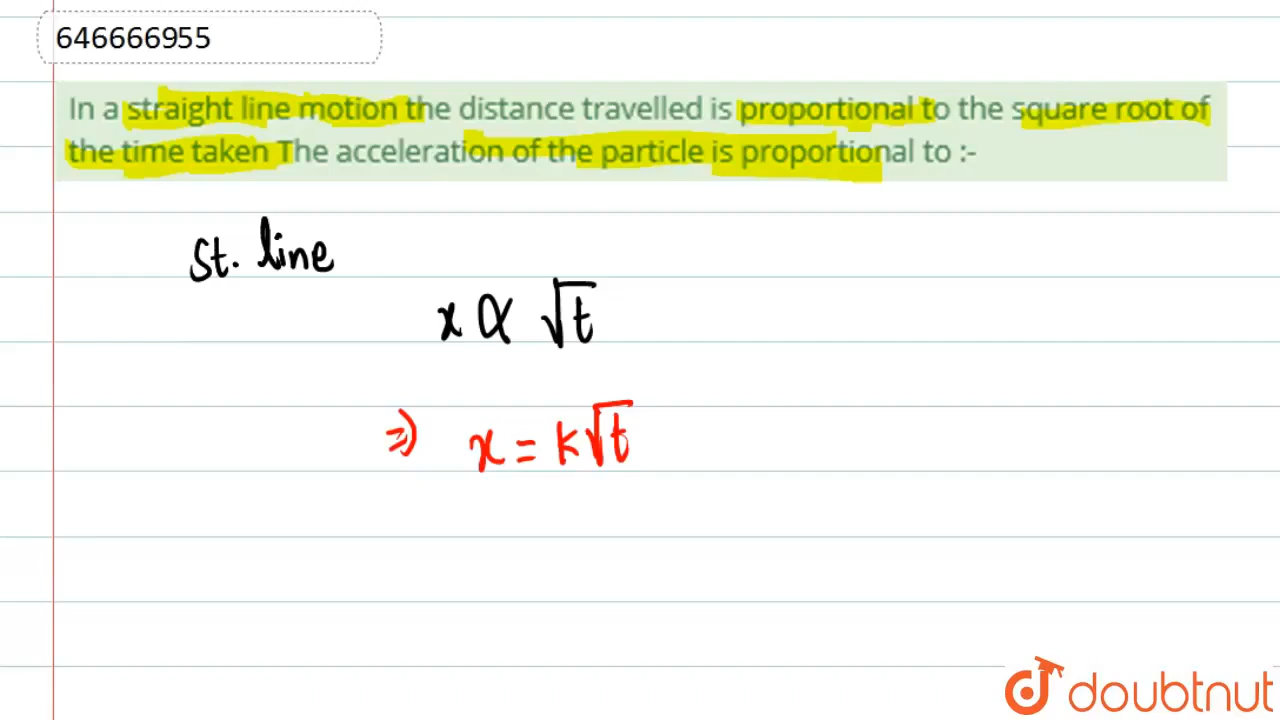 646666955
In a straight line motion the distance travelled is proportional to the square root of
the time taken The acceleration of the particle is proportional to :-
St. line
x ∝ √t
⇒ x = k√t
doubtnut